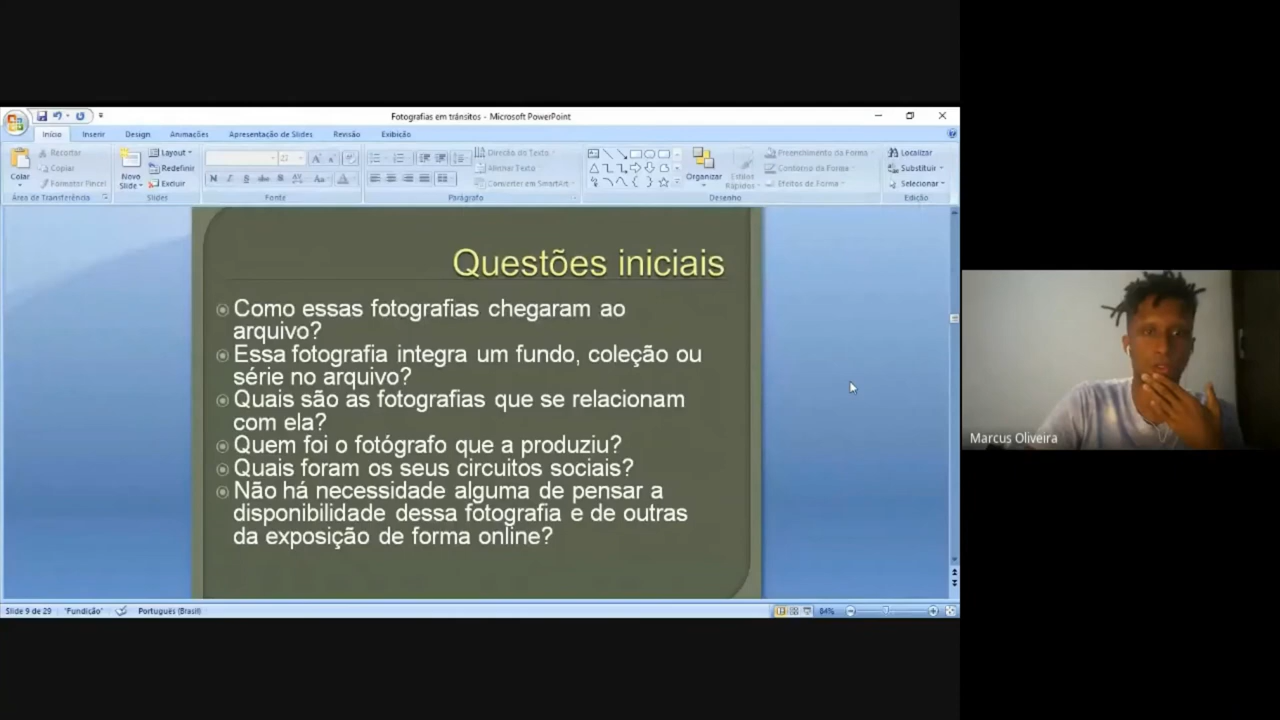 Fotografias em trânsitos - Microsoft PowerPoint
Início Inserir Design Animações Apresentação de Slides Revisão Exibição
Colar
Recortar
Copiar
Formatar Pincel
Área de Transferência
Novo
Slide
Layout
Redefinir
Excluir
Slides
Fonte
Direção do Texto
Alinhar Texto
Converter em SmartArt
Parágrafo
Organizar
Estilos
Rápidos
Preenchimento da Forma
Contorno da Forma
Efeitos de Forma
Desenho
Localizar
Substituir
Selecionar
Edição
Questões iniciais
Como essas fotografias chegaram ao
arquivo?
Essa fotografia integra um fundo, coleção ou
série no arquivo?
Quais são as fotografias que se relacionam
com ela?
Quem foi o fotógrafo que a produziu?
Quais foram os seus circuitos sociais?
Não há necessidade alguma de pensar a
disponibilidade dessa fotografia e de outras
da exposição de forma online?
Marcus Oliveira
Slide 9 de 29 "Fundição" Português (Brasil) 84%